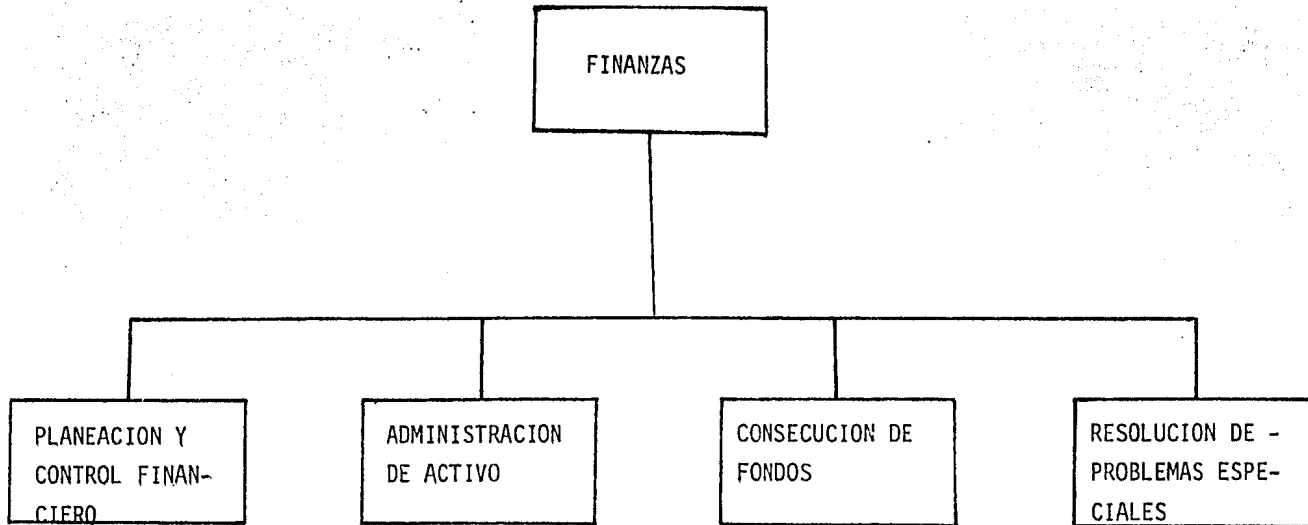 FINANZAS
PLANEACION Y
CONTROL FINAN-
CIERO
ADMINISTRACION
DE ACTIVO
CONSECUCION DE
FONDOS
RESOLUCION DE -
PROBLEMAS ESPE-
CIALES